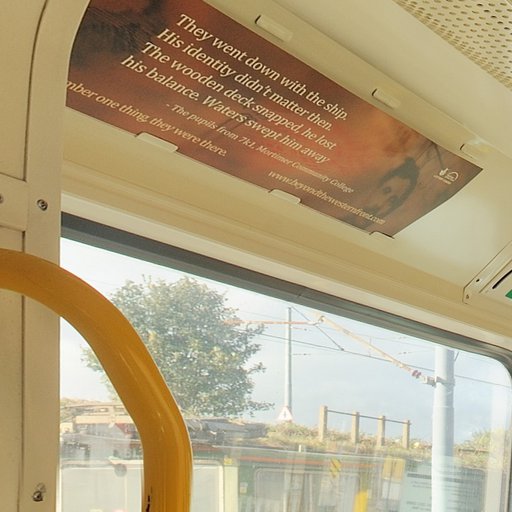 They went down with the ship.
His identity didn't matter then.
The wooden deck snapped, he lost
his balance. Waters swept him away
- The pupils from 7k1, Mortimer Community College
mber one thing, they were there.
www.beyondthewesternfront.com